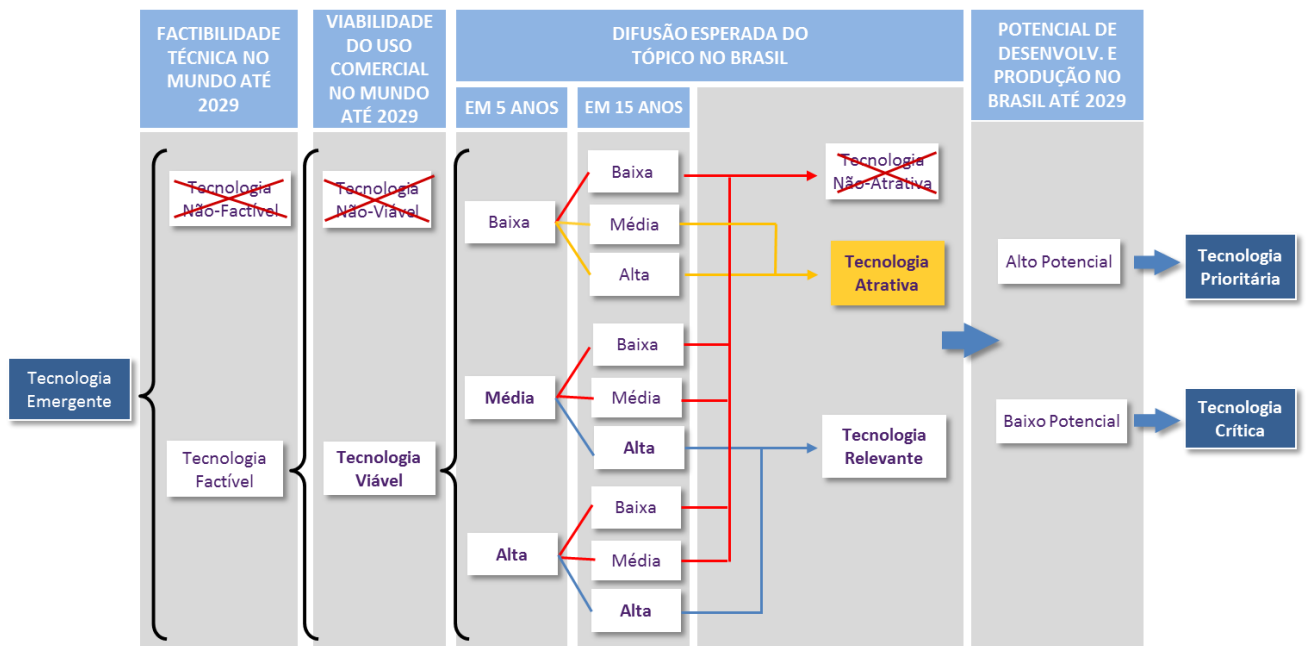 FACTIBILIDADE
TÉCNICA NO
MUNDO ATÉ
2029
VIABILIDADE
DO USO
COMERCIAL
NO MUNDO
ATÉ 2029
DIFUSÃO ESPERADA DO
TÓPICO NO BRASIL
EM 5 ANOS
EM 15 ANOS
POTENCIAL DE
DESENVOLV. E
PRODUÇÃO NO
BRASIL ATÉ 2029
Tecnologia
Emergente
Tecnologia
Não-Factível
Tecnologia
Factível
Tecnologia
Não-Viável
Tecnologia
Viável
Baixa
Baixa
Média
Alta
Média
Baixa
Média
Alta
Alta
Baixa
Média
Alta
Tecnologia
Não-Atrativa
Tecnologia
Atrativa
Tecnologia
Relevante
Alto Potencial
Baixo Potencial
Tecnologia
Prioritária
Tecnologia
Crítica